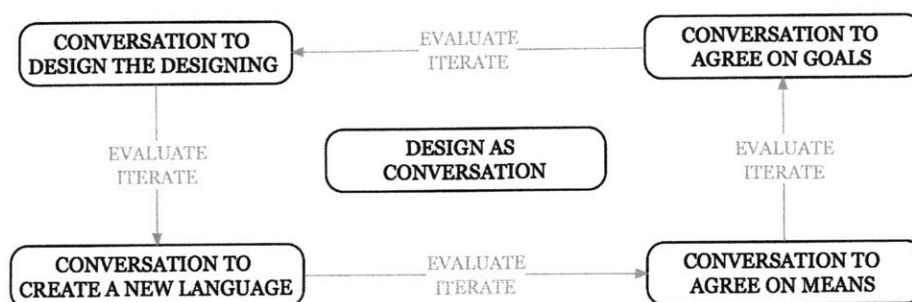 CONVERSATION TO
DESIGN THE DESIGNING
EVALUATE
ITERATE
CONVERSATION TO
AGREE ON GOALS
EVALUATE
ITERATE
DESIGN AS
CONVERSATION
EVALUATE
ITERATE
CONVERSATION TO
CREATE A NEW LANGUAGE
EVALUATE
ITERATE
CONVERSATION TO
AGREE ON MEANS